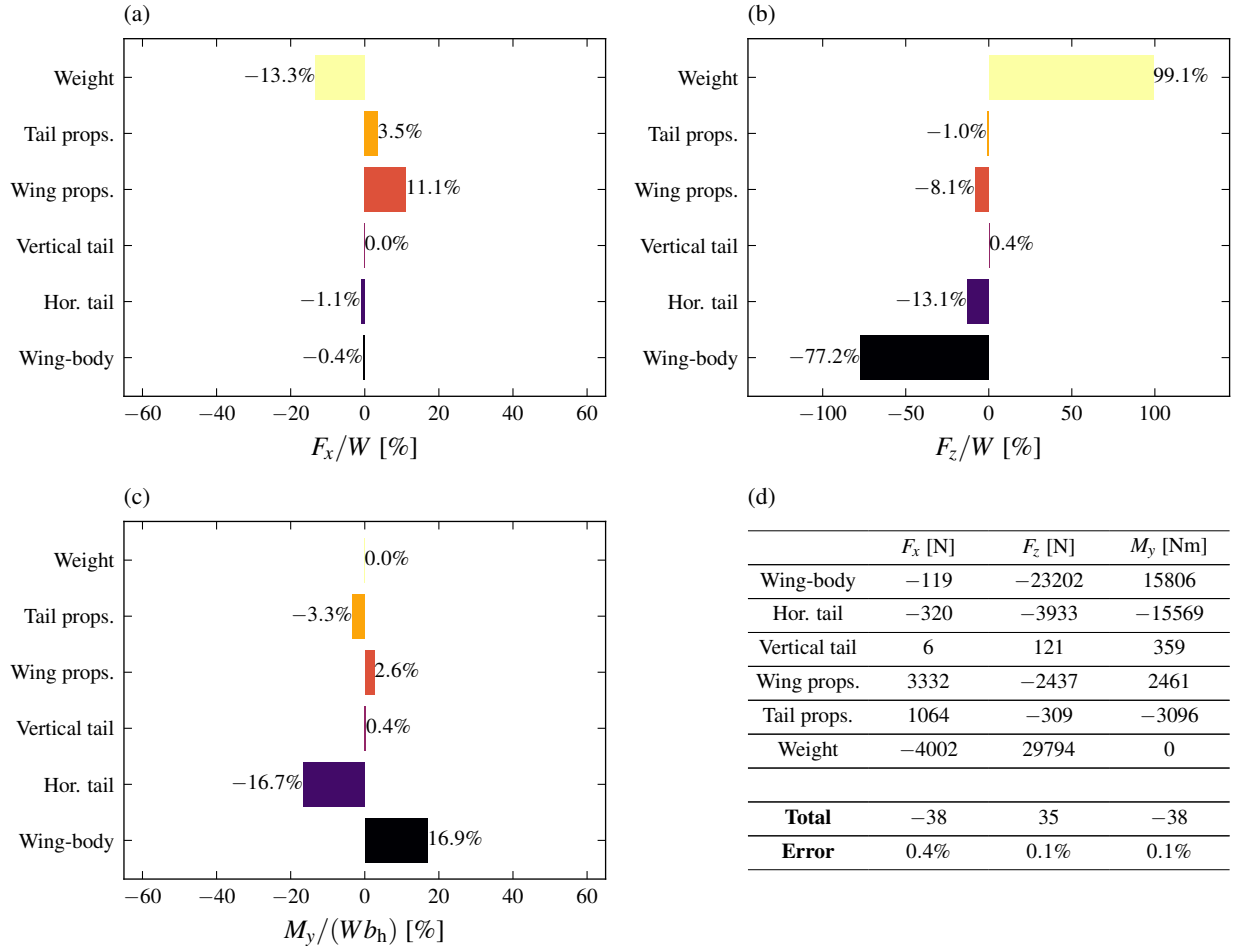 (a)
Weight
Tail props.
Wing props.
Vertical tail
Hor. tail
Wing-body
−13.3%
3.5%
11.1%
0.0%
−1.1%
−0.4%
−60 −40 −20 0 20 40 60
F_x/W [%]
(b)
Weight
Tail props.
Wing props.
Vertical tail
Hor. tail
Wing-body
99.1%
−1.0%
−8.1%
0.4%
−13.1%
−77.2%
−100 −50 0 50 100
F_z/W [%]
(c)
Weight
Tail props.
Wing props.
Vertical tail
Hor. tail
Wing-body
0.0%
−3.3%
2.6%
0.4%
−16.7%
16.9%
−60 −40 −20 0 20 40 60
M_y/(Wb_h) [%]
(d)
F_x [N] F_z [N] M_y [Nm]
Wing-body −119 −23202 15806
Hor. tail −320 −3933 −15569
Vertical tail 6 121 359
Wing props. 3332 −2437 2461
Tail props. 1064 −309 −3096
Weight −4002 29794 0
Total −38 35 −38
Error 0.4% 0.1% 0.1%